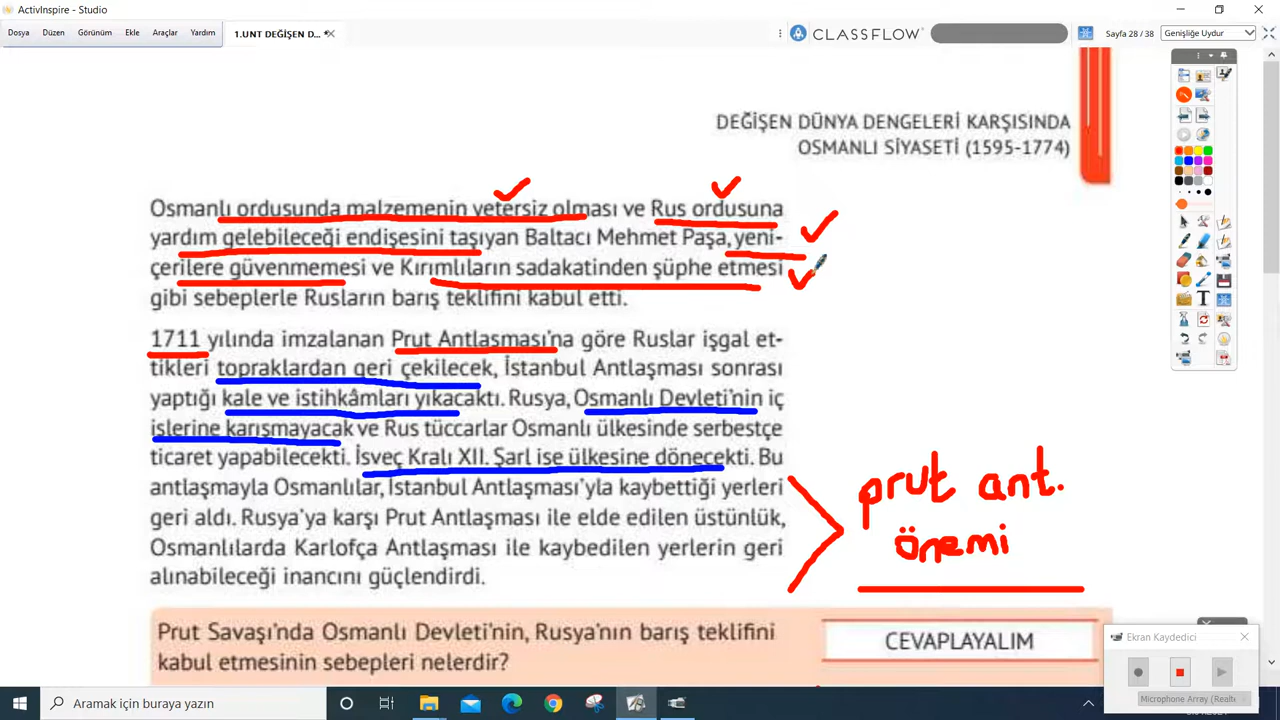 ActivInspire - Studio
Dosya Düzen Görünüm Ekle Araçlar Yardım
1.UNT DEĞİŞEN D...
CLASSFLOW
Sayfa 28 / 38
Genişliğe Uydur
DEĞİŞEN DÜNYA DENGELERİ KARŞISINDA
OSMANLI SİYASETİ (1595-1774)
Osmanlı ordusunda malzemenin yetersiz olması ve Rus ordusuna
yardım gelebileceği endişesini taşıyan Baltacı Mehmet Paşa, yeni-
çerilere güvenmemesi ve Kırımlıların sadakatinden şüphe etmesi
gibi sebeplerle Rusların barış teklifini kabul etti.
1711 yılında imzalanan Prut Antlaşması’na göre Ruslar işgal et-
tikleri topraklardan geri çekilecek, İstanbul Antlaşması sonrası
yaptığı kale ve istihkâmları yıkacaktı. Rusya, Osmanlı Devleti’nin iç
işlerine karışmayacak ve Rus tüccarlar Osmanlı ülkesinde serbestçe
ticaret yapabilecekti. İsveç Kralı XII. Şarl ise ülkesine dönecekti. Bu
antlaşmayla Osmanlılar, İstanbul Antlaşması’yla kaybettiği yerleri
geri aldı. Rusya’ya karşı Prut Antlaşması ile elde edilen üstünlük,
Osmanlılarda Karlofça Antlaşması ile kaybedilen yerlerin geri
alınabileceği inancını güçlendirdi.
prut ant.
önemi
Prut Savaşı’nda Osmanlı Devleti’nin, Rusya’nın barış teklifini
kabul etmesinin sebepleri nelerdir?
CEVAPLAYALIM
Ekran Kaydedici
Microphone Array (Realte
Aramak için buraya yazın